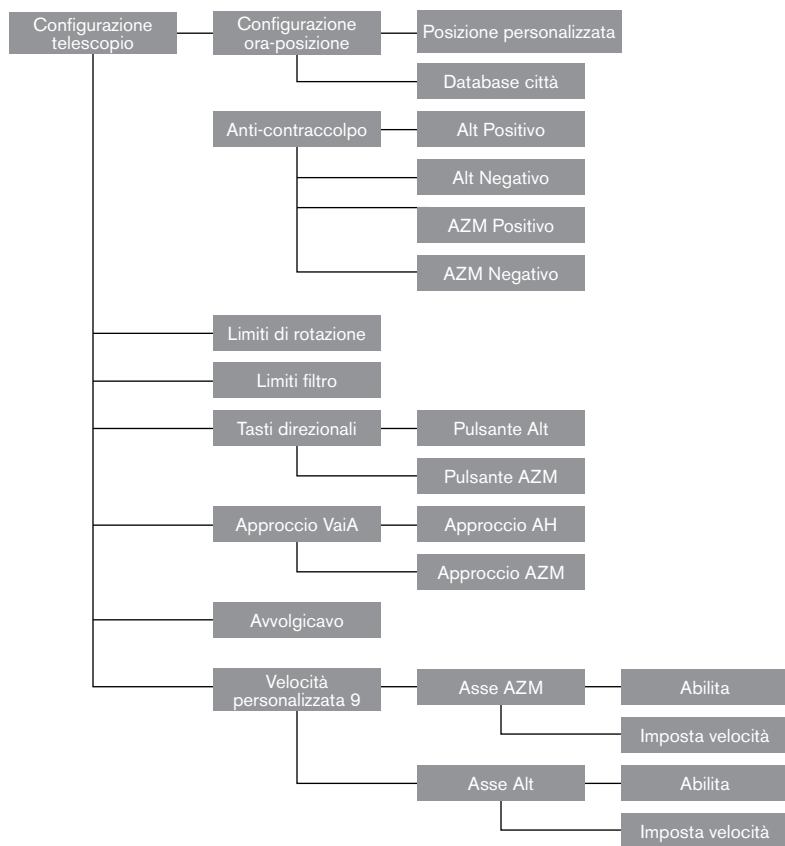 Configurazione
telescopio
Configurazione
ora-posizione
Posizione personalizzata
Database città
Anti-contraccolpo
Alt Positivo
Alt Negativo
AZM Positivo
AZM Negativo
Limiti di rotazione
Limiti filtro
Tasti direzionali
Pulsante Alt
Pulsante AZM
Approccio VaiA
Approccio AH
Approccio AZM
Avvolgicavo
Velocità
personalizzata 9
Asse AZM
Abilita
Imposta velocità
Asse Alt
Abilita
Imposta velocità